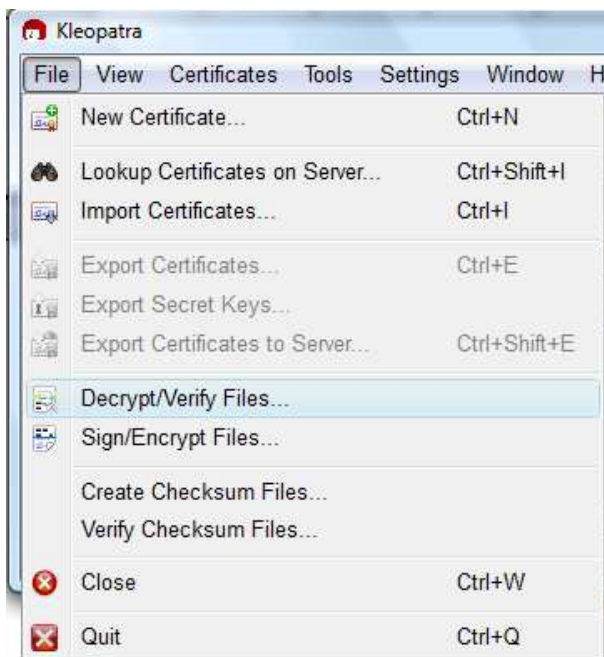 Kleopatra
File View Certificates Tools Settings Window H
New Certificate... Ctrl+N
Lookup Certificates on Server... Ctrl+Shift+I
Import Certificates... Ctrl+I
Export Certificates... Ctrl+E
Export Secret Keys...
Export Certificates to Server... Ctrl+Shift+E
Decrypt/Verify Files...
Sign/Encrypt Files...
Create Checksum Files...
Verify Checksum Files...
Close Ctrl+W
Quit Ctrl+Q